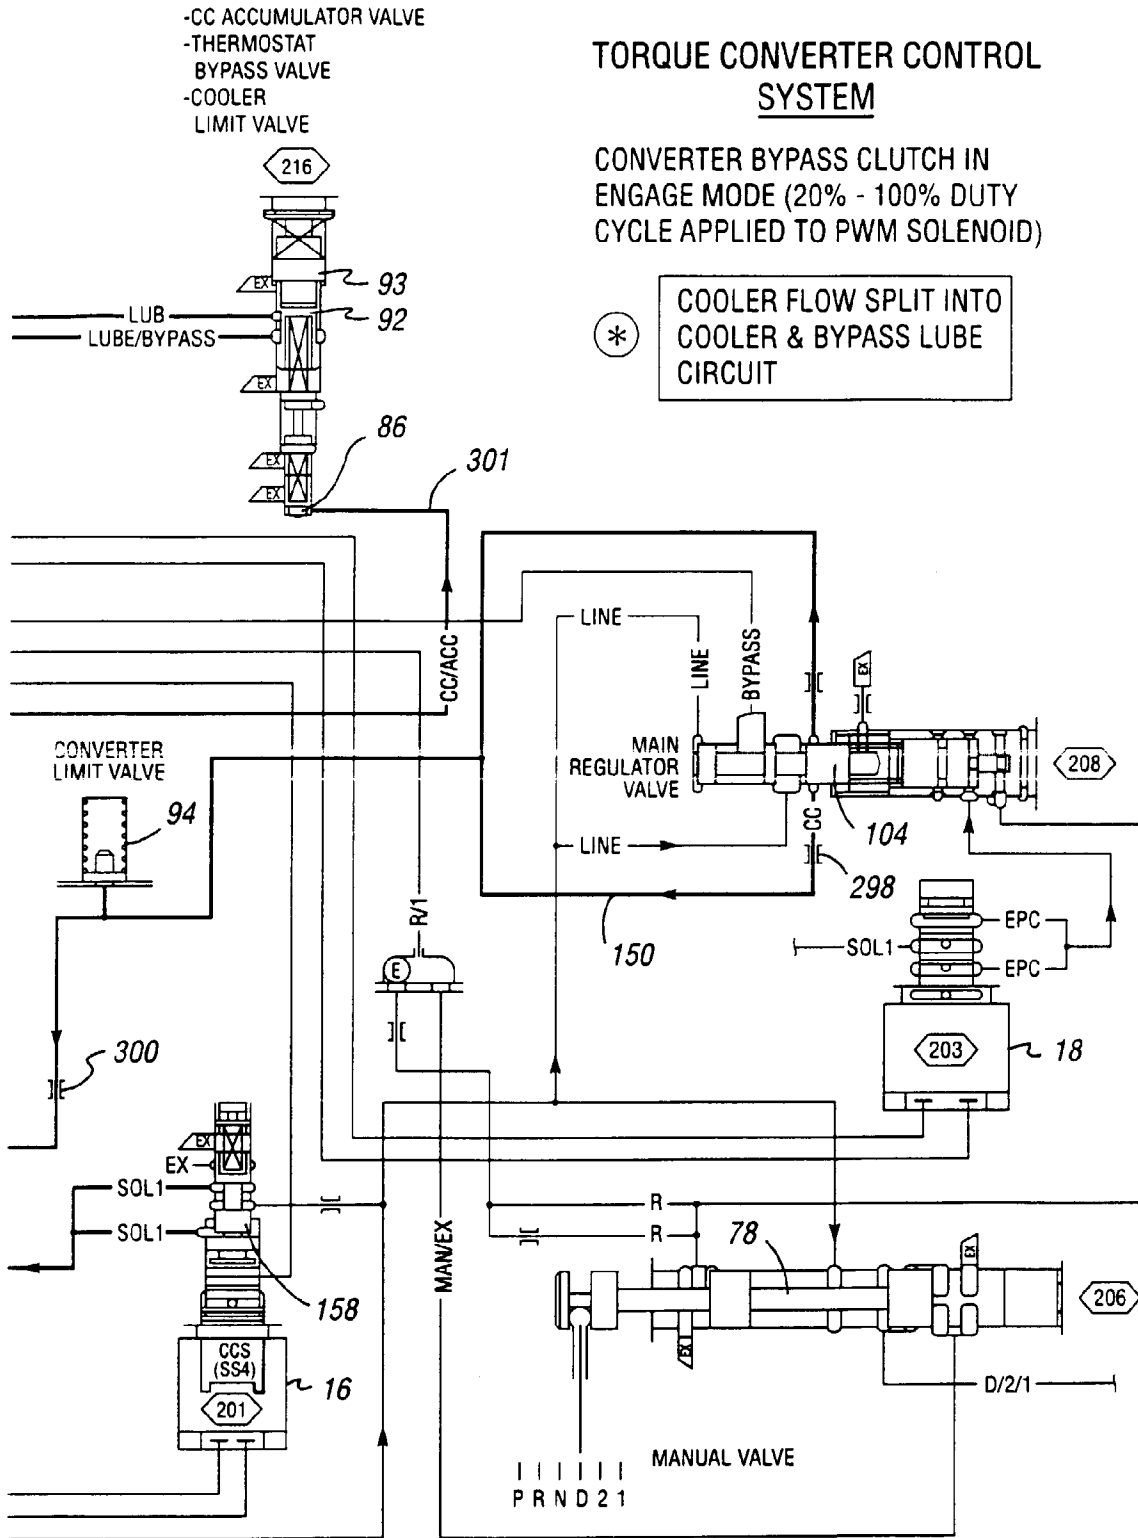 -CC ACCUMULATOR VALVE
-THERMOSTAT
BYPASS VALVE
-COOLER
LIMIT VALVE
TORQUE CONVERTER CONTROL
SYSTEM
216
CONVERTER BYPASS CLUTCH IN
ENGAGE MODE (20% - 100% DUTY
CYCLE APPLIED TO PWM SOLENOID)
EX
93
LUB
92
LUBE/BYPASS
*
COOLER FLOW SPLIT INTO
COOLER & BYPASS LUBE
CIRCUIT
EX
86
EX
301
EX
LINE
CC/ACC
LINE
BYPASS
EX
CONVERTER
LIMIT VALVE
MAIN
REGULATOR
VALVE
208
94
LINE
CC
104
298
R/1
150
EPC
SOL1
EPC
E
300
203
18
EX
EX
SOL1
SOL1
R
R
MAN/EX
78
EX
158
206
CCS
(SS4)
16
201
EX
D/2/1
MANUAL VALVE
P R N D 2 1